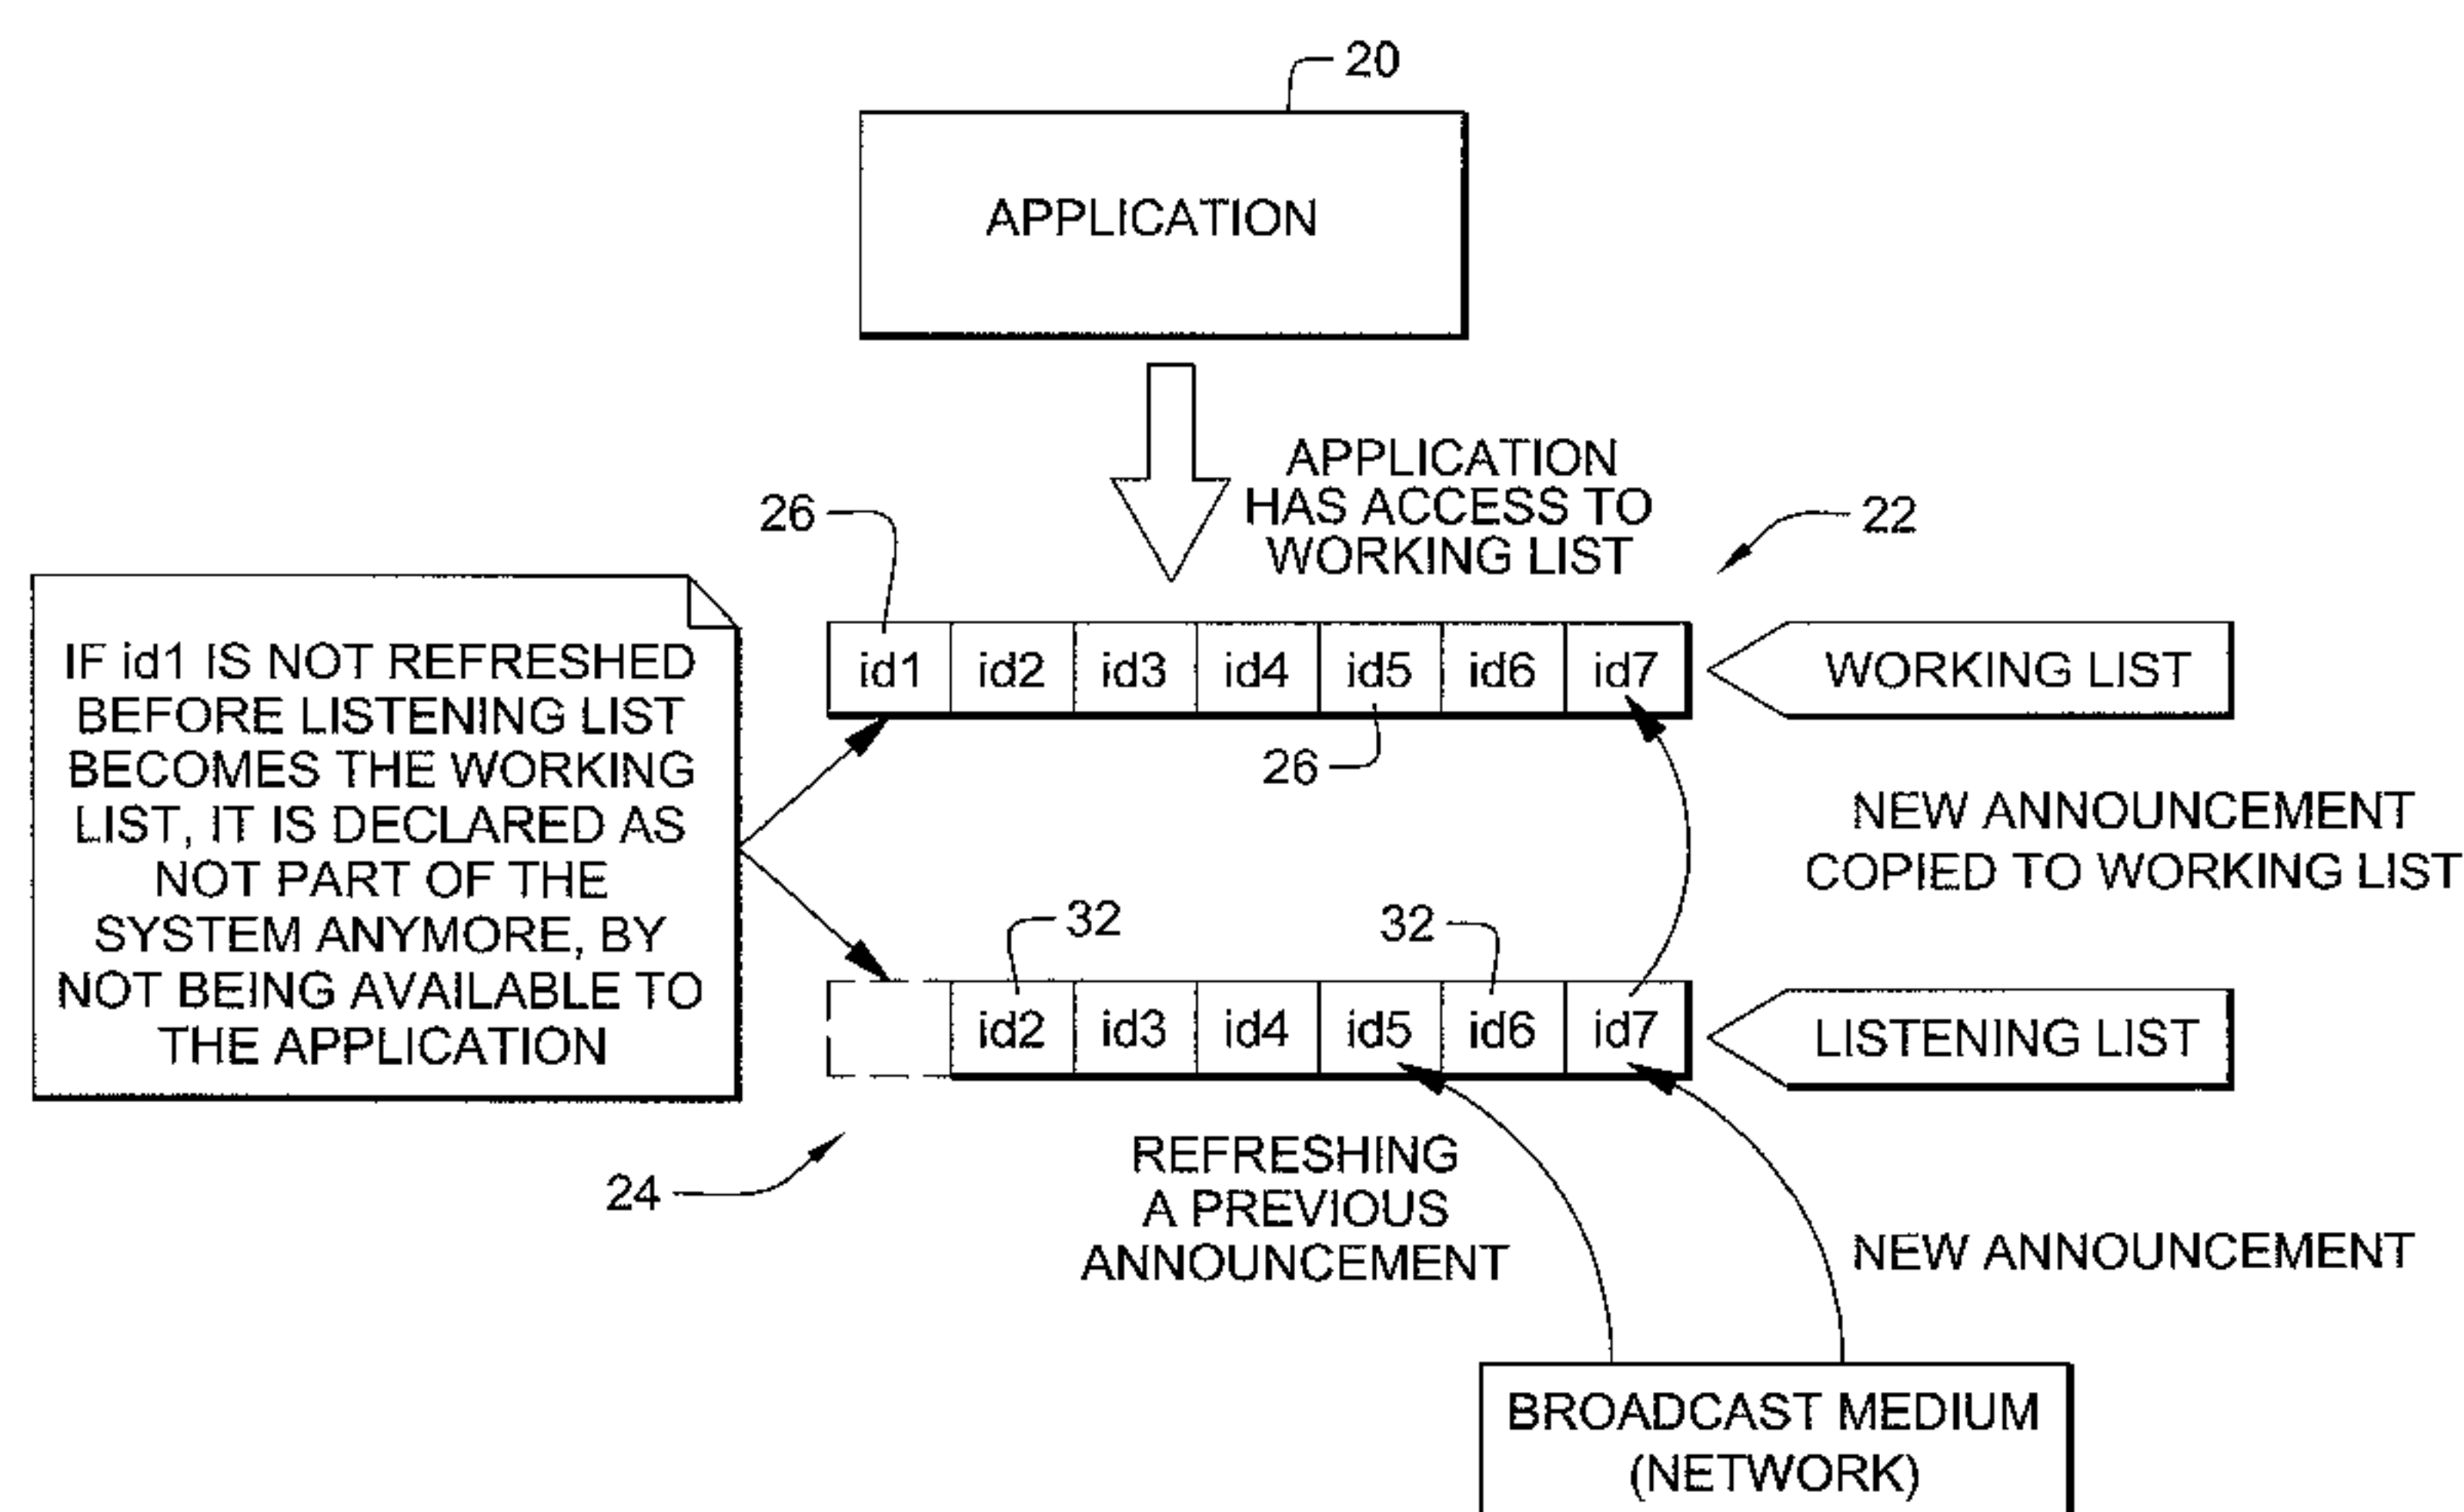 20
APPLICATION
APPLICATION
HAS ACCESS TO
WORKING LIST
26
22
IF id1 IS NOT REFRESHED
BEFORE LISTENING LIST
BECOMES THE WORKING
LIST, IT IS DECLARED AS
NOT PART OF THE
SYSTEM ANYMORE, BY
NOT BEING AVAILABLE TO
THE APPLICATION
id1 id2 id3 id4 id5 id6 id7
WORKING LIST
26
NEW ANNOUNCEMENT
COPIED TO WORKING LIST
32
32
id2 id3 id4 id5 id6 id7
LISTENING LIST
24
REFRESHING
A PREVIOUS
ANNOUNCEMENT
NEW ANNOUNCEMENT
BROADCAST MEDIUM
(NETWORK)